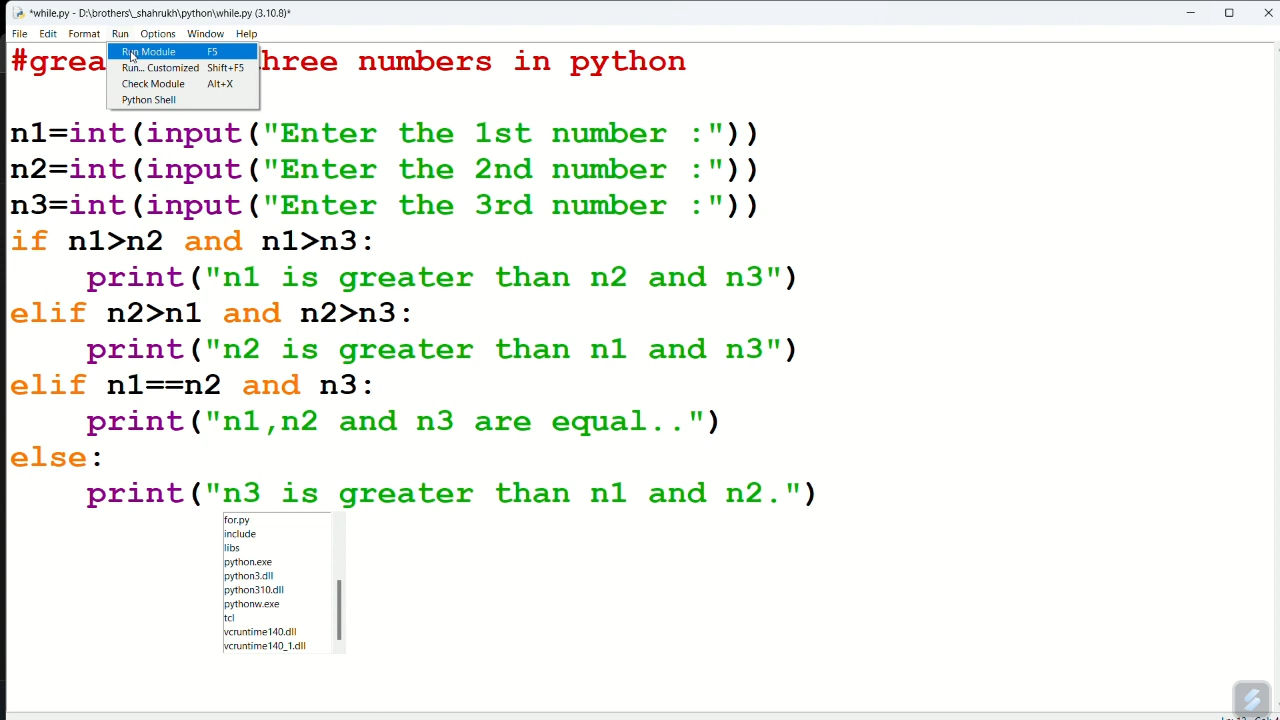 *while.py - D:\brothers\_shahrukh\python\while.py (3.10.8)*
File Edit Format Run Options Window Help
Run Module F5
Run... Customized Shift+F5
Check Module Alt+X
Python Shell
#grea hree numbers in python
n1=int(input("Enter the 1st number :"))
n2=int(input("Enter the 2nd number :"))
n3=int(input("Enter the 3rd number :"))
if n1>n2 and n1>n3:
    print("n1 is greater than n2 and n3")
elif n2>n1 and n2>n3:
    print("n2 is greater than n1 and n3")
elif n1==n2 and n3:
    print("n1,n2 and n3 are equal..")
else:
    print("n3 is greater than n1 and n2.")
for.py
include
libs
python.exe
python3.dll
python310.dll
pythonw.exe
tcl
vcruntime140.dll
vcruntime140_1.dll